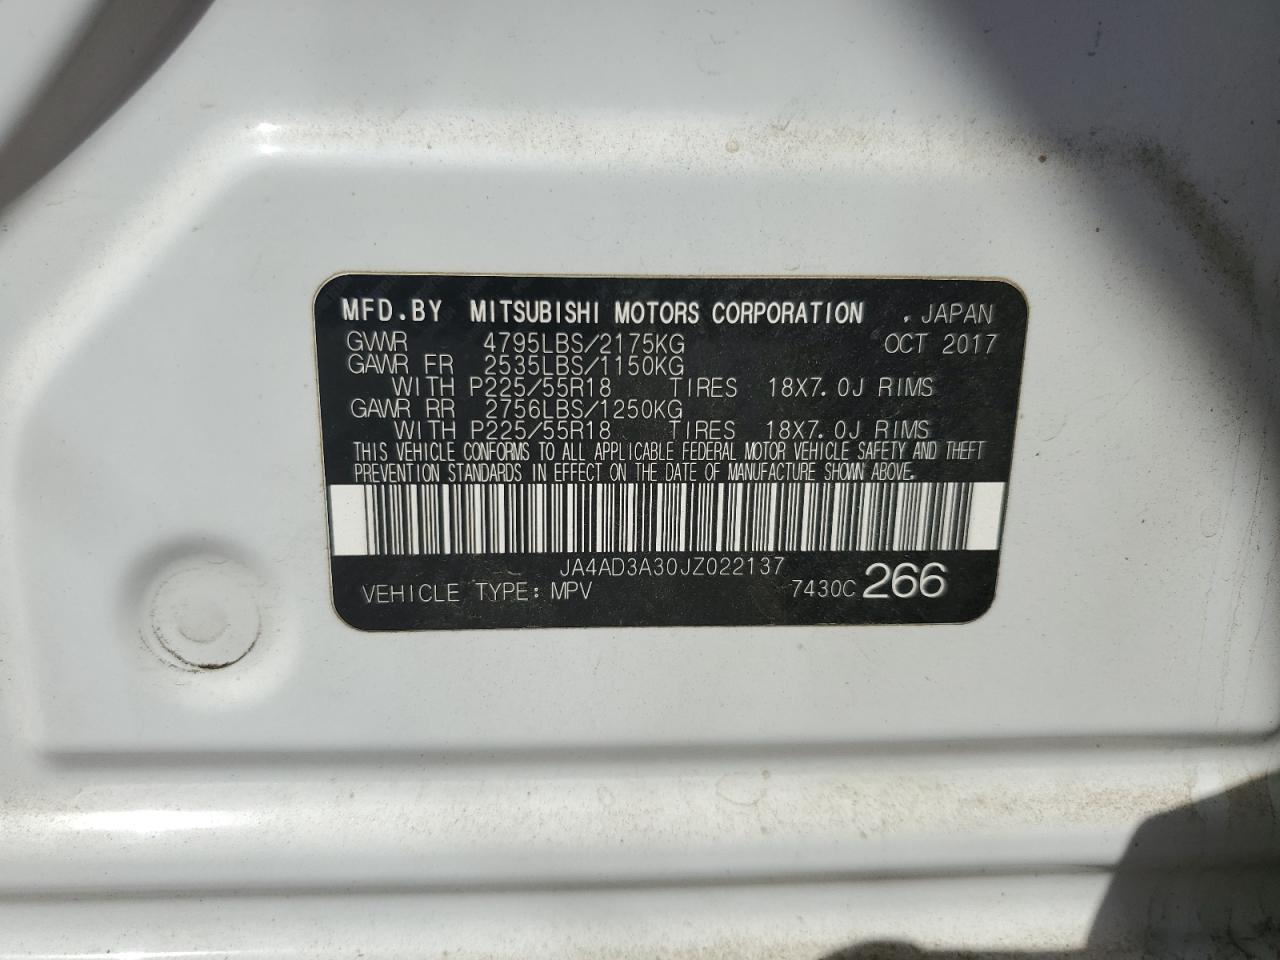 MFD.BY MITSUBISHI MOTORS CORPORATION , JAPAN
GVWR 4795LBS/2175KG OCT 2017
GAWR FR 2535LBS/1150KG
WITH P225/55R18 TIRES 18X7.0J RIMS
GAWR RR 2756LBS/1250KG
WITH P225/55R18 TIRES 18X7.0J RIMS
THIS VEHICLE CONFORMS TO ALL APPLICABLE FEDERAL MOTOR VEHICLE SAFETY AND THEFT
PREVENTION STANDARDS IN EFFECT ON THE DATE OF MANUFACTURE SHOWN ABOVE.
JA4AD3A30JZ022137
VEHICLE TYPE: MPV 7430C 266